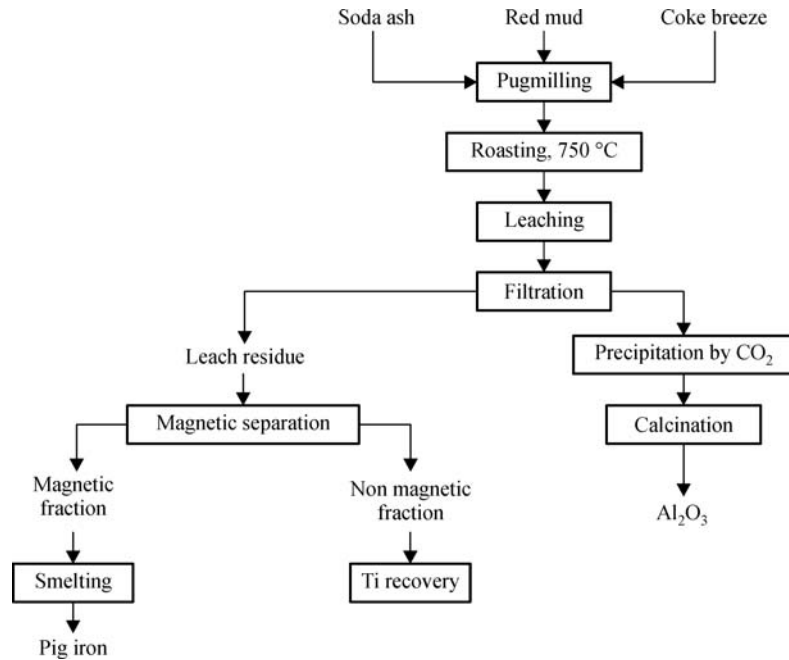 Soda ash
Red mud
Coke breeze
Pugmilling
Roasting, 750 °C
Leaching
Filtration
Leach residue
Precipitation by CO₂
Magnetic separation
Calcination
Magnetic
fraction
Non magnetic
fraction
Al₂O₃
Smelting
Ti recovery
Pig iron